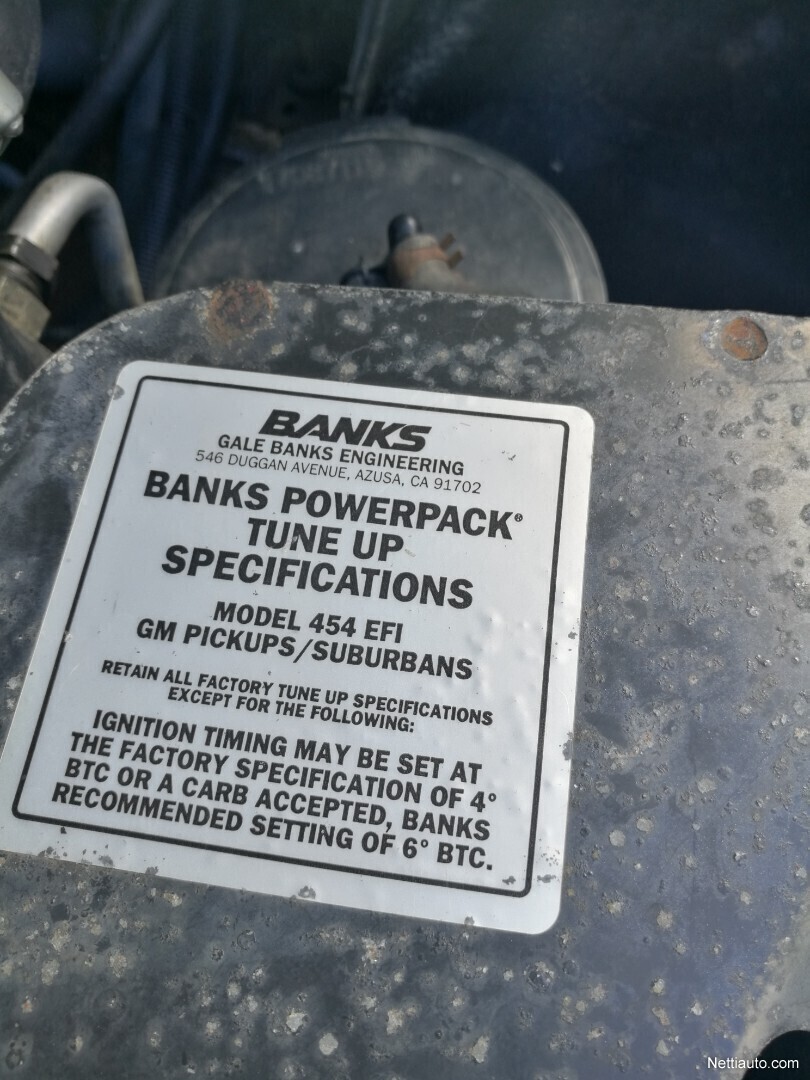 BANKS
GALE BANKS ENGINEERING
546 DUGGAN AVENUE, AZUSA, CA 91702
BANKS POWERPACK®
TUNE UP
SPECIFICATIONS
MODEL 454 EFI
GM PICKUPS/SUBURBANS
RETAIN ALL FACTORY TUNE UP SPECIFICATIONS
EXCEPT FOR THE FOLLOWING:
IGNITION TIMING MAY BE SET AT
THE FACTORY SPECIFICATION OF 4°
BTC OR A CARB ACCEPTED, BANKS
RECOMMENDED SETTING OF 6° BTC.
Nettiauto.com